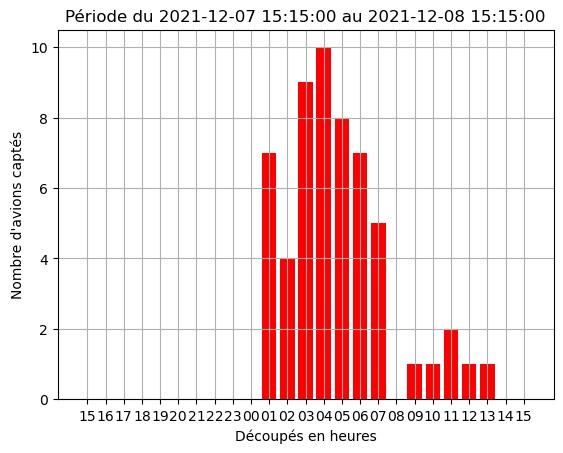 Période du 2021-12-07 15:15:00 au 2021-12-08 15:15:00
Nombre d'avions captés
10
8
6
4
2
0
15 16 17 18 19 20 21 22 23 00 01 02 03 04 05 06 07 08 09 10 11 12 13 14 15
Découpés en heures